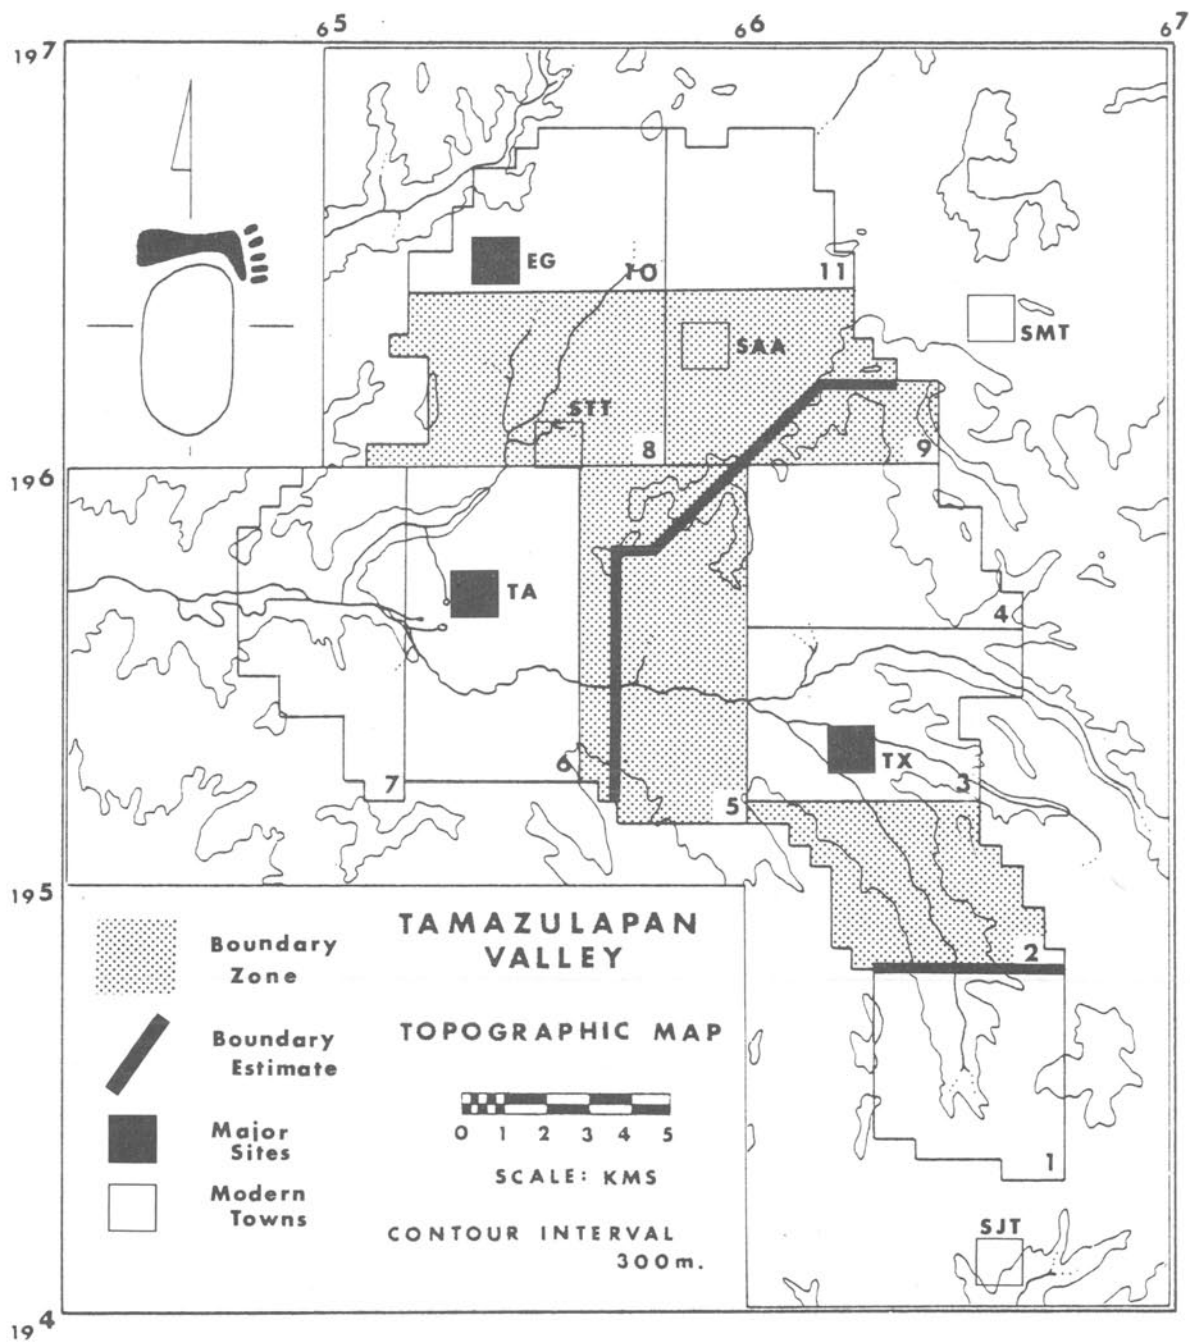 65
66
67
197
EG
10
11
SAA
SMT
STT
8
9
196
TA
4
6
TX
7
5
3
195
2
TAMAZULAPAN
VALLEY
Boundary
Zone
TOPOGRAPHIC MAP
Boundary
Estimate
0 1 2 3 4 5
SCALE: KMS
Major
Sites
Modern
Towns
CONTOUR INTERVAL
300m.
1
SJT
194